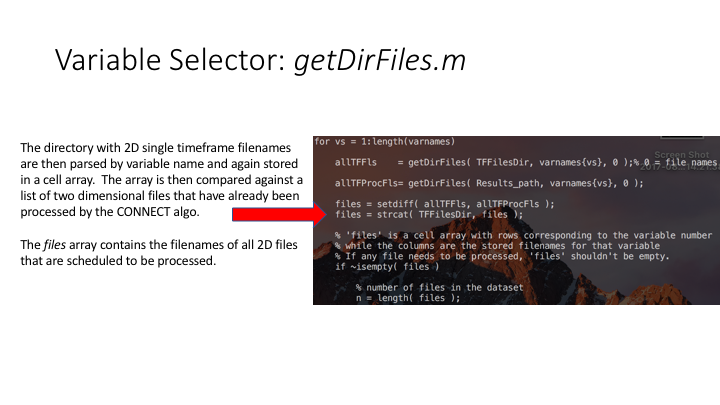 Variable Selector: getDirFiles.m
The directory with 2D single timeframe filenames
are then parsed by variable name and again stored
in a cell array. The array is then compared against a
list of two dimensional files that have already been
processed by the CONNECT algo.
The files array contains the filenames of all 2D files
that are scheduled to be processed.
for vs = 1:length(varnames)
allTFFls = getDirFiles( TFFilesDir, varnames{vs}, 0 );% 0 = file names
allTFProcFls= getDirFiles( Results_path, varnames{vs}, 0 );
files = setdiff( allTFFls, allTFProcFls );
files = strcat( TFFilesDir, files );
% 'files' is a cell array with rows corresponding to the variable number
% while the columns are the stored filenames for that variable
% If any file needs to be processed, 'files' shouldn't be empty.
if ~isempty( files )
% number of files in the dataset
n = length( files );
Screen Shot